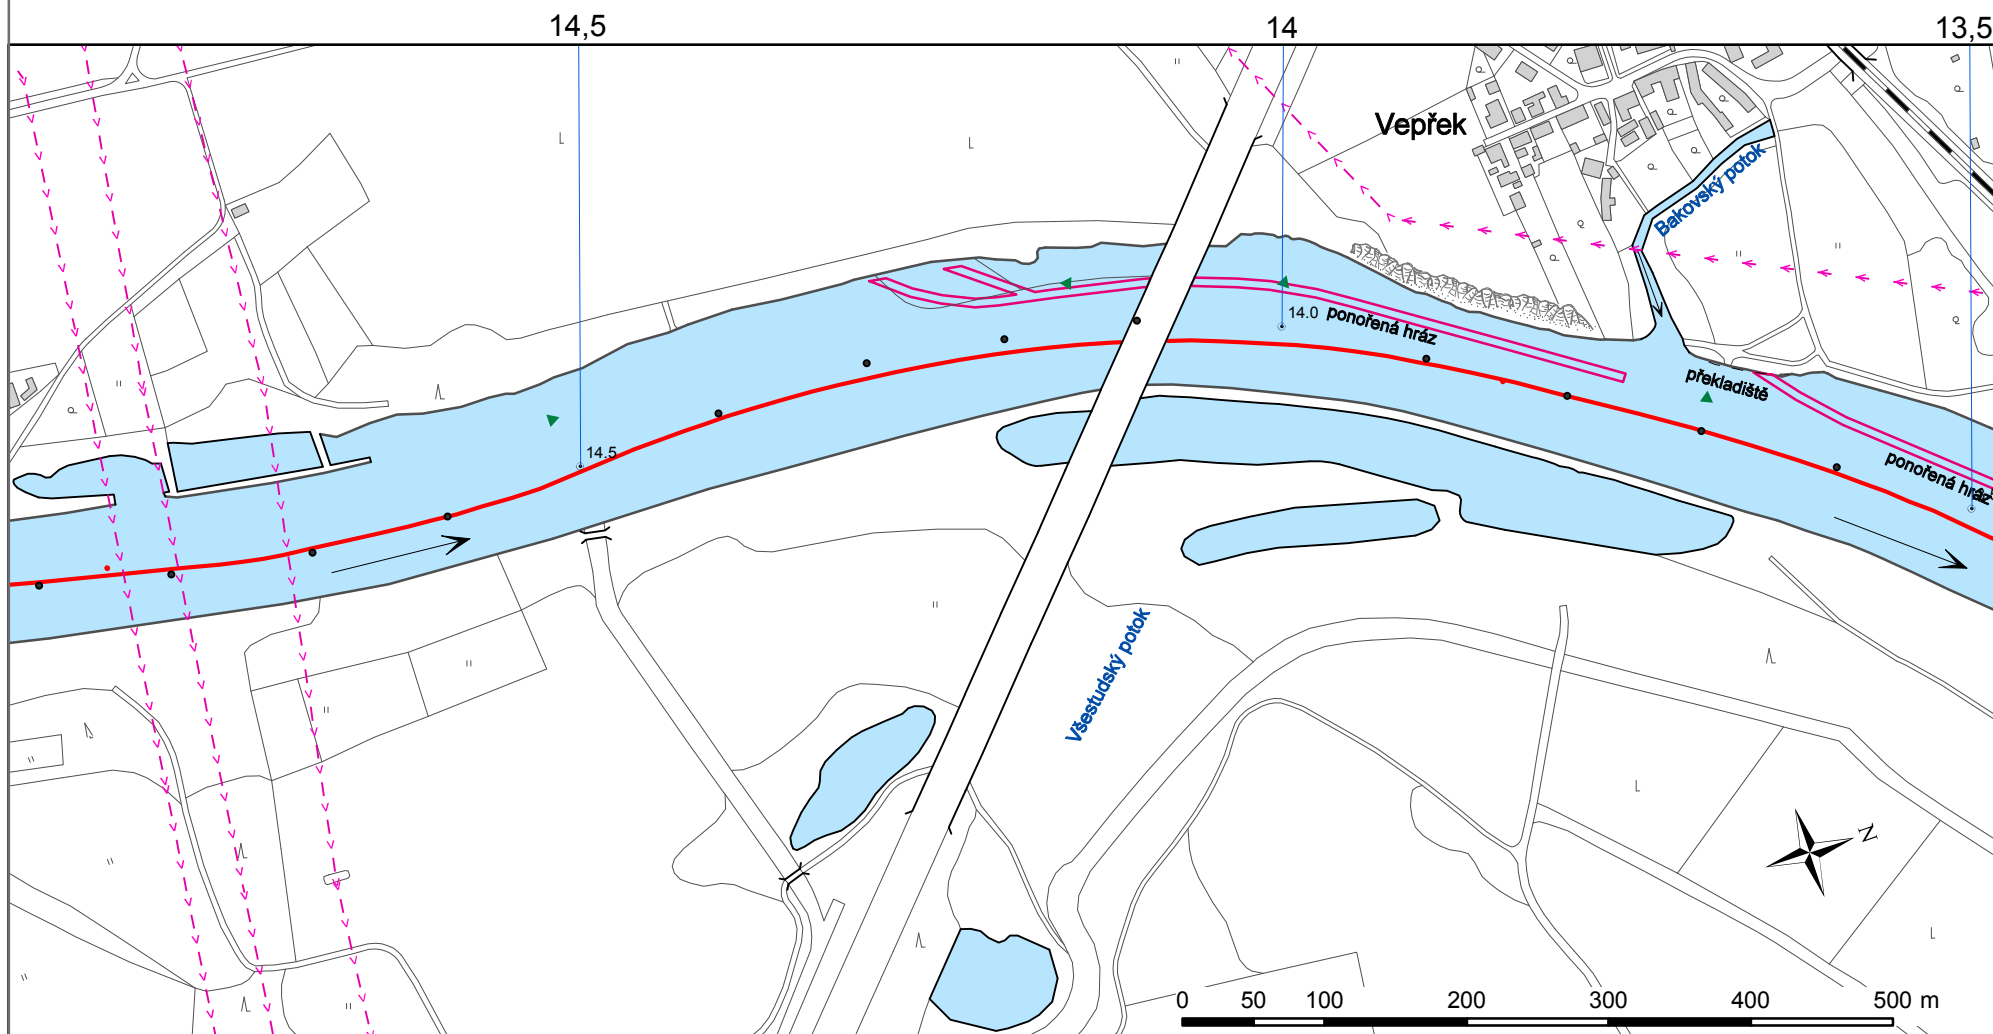 14,5
14
13,5
Vepřek
Bakovský potok
14.0
ponořená hráz
překladiště
14.5
ponořená hráz
Všestudský potok
N
0 50 100 200 300 400 500 m